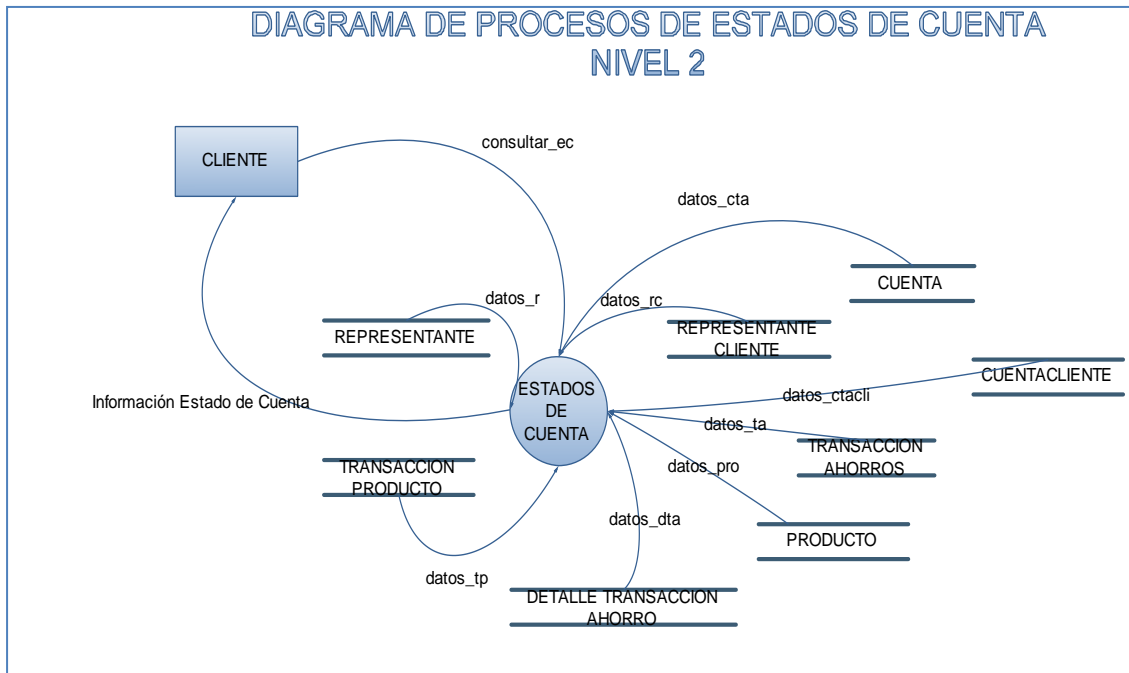 DIAGRAMA DE PROCESOS DE ESTADOS DE CUENTA
NIVEL 2
consultar_ec
CLIENTE
datos_cta
CUENTA
datos_r
datos_rc
REPRESENTANTE
REPRESENTANTE
CLIENTE
CUENTACLIENTE
ESTADOS
DE
CUENTA
datos_ctacli
Información Estado de Cuenta
datos_ta
TRANSACCION
AHORROS
TRANSACCION
PRODUCTO
datos_pro
datos_dta
PRODUCTO
datos_tp
DETALLE TRANSACCION
AHORRO